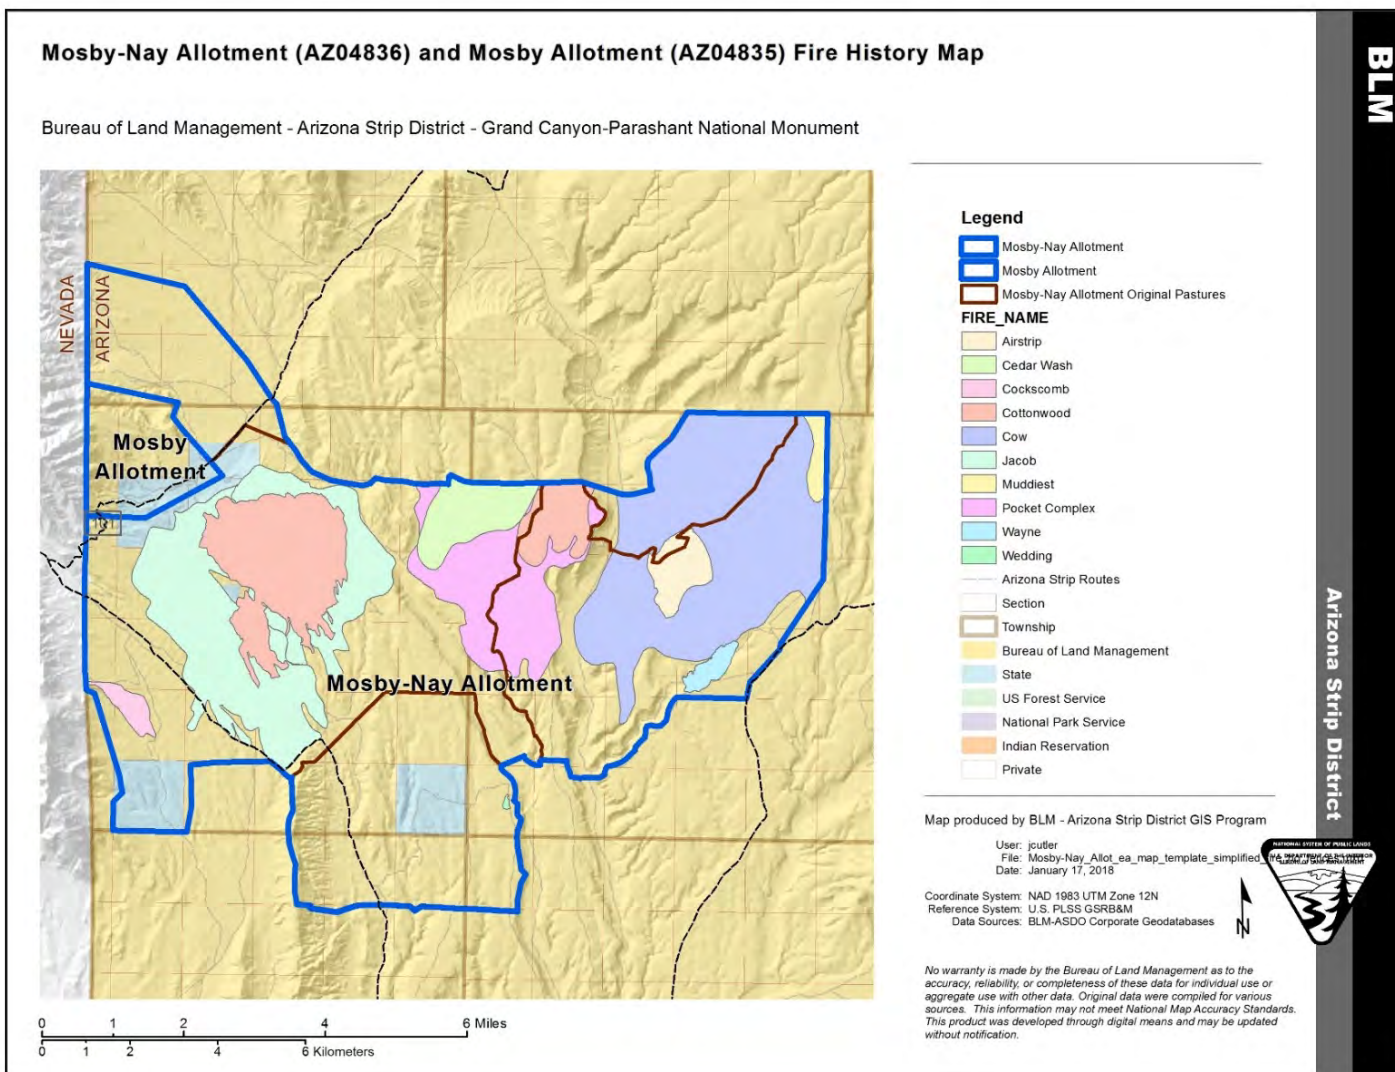 Mosby-Nay Allotment (AZ04836) and Mosby Allotment (AZ04835) Fire History Map
BLM
Bureau of Land Management - Arizona Strip District - Grand Canyon-Parashant National Monument
NEVADA
ARIZONA
Mosby
Allotment
Mosby-Nay Allotment
Legend
Mosby-Nay Allotment
Mosby Allotment
Mosby-Nay Allotment Original Pastures
FIRE_NAME
Airstrip
Cedar Wash
Cockscomb
Cottonwood
Cow
Jacob
Muddiest
Pocket Complex
Wayne
Wedding
Arizona Strip Routes
Section
Township
Bureau of Land Management
State
US Forest Service
National Park Service
Indian Reservation
Private
Arizona Strip District
Map produced by BLM - Arizona Strip District GIS Program
User: jcutler
File: Mosby-Nay_Allot_ea_map_template_simplified
Date: January 17, 2018
Coordinate System: NAD 1983 UTM Zone 12N
Reference System: U.S. PLSS GSRB&M
Data Sources: BLM-ASDO Corporate Geodatabases
N
NATIONAL SYSTEM OF PUBLIC LANDS
No warranty is made by the Bureau of Land Management as to the
accuracy, reliability, or completeness of these data for individual use or
aggregate use with other data. Original data were compiled for various
sources. This information may not meet National Map Accuracy Standards.
This product was developed through digital means and may be updated
without notification.
0 1 2 4 6 Miles
0 1 2 4 6 Kilometers